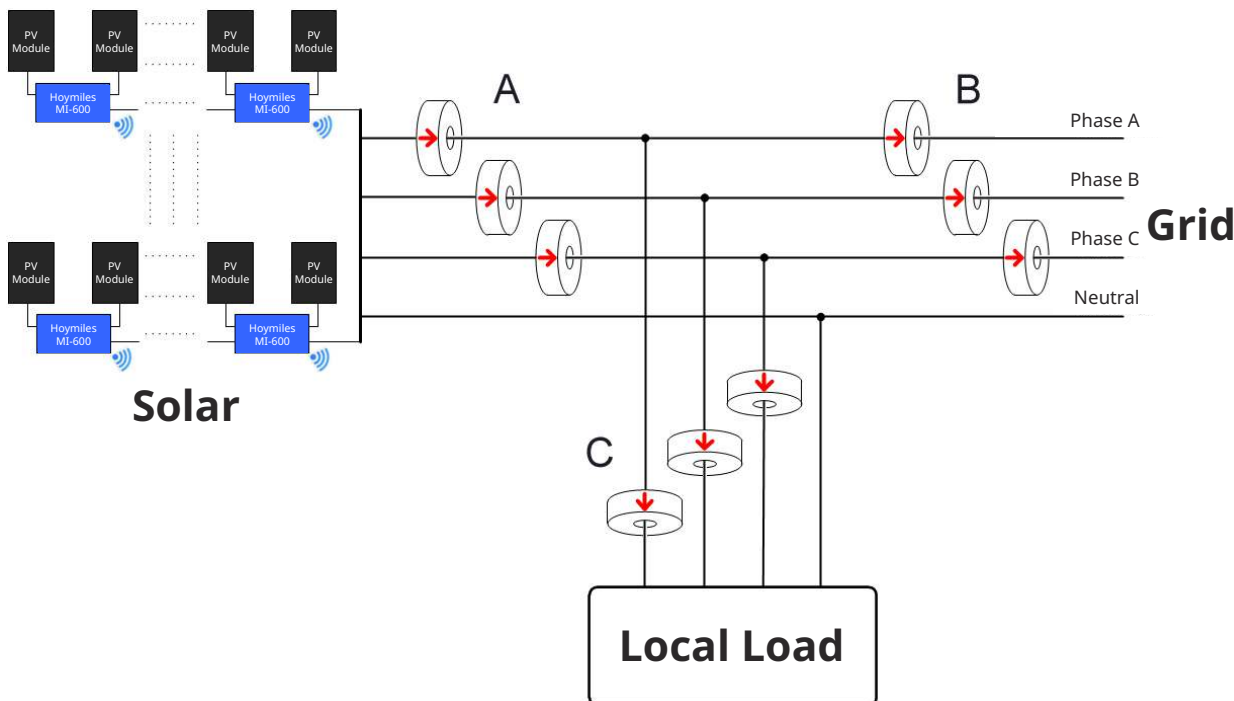 PV
Module
PV
Module
PV
Module
PV
Module
Hoymiles
MI-600
Hoymiles
MI-600
A
B
Phase A
Phase B
Phase C
Grid
Neutral
PV
Module
PV
Module
PV
Module
PV
Module
Hoymiles
MI-600
Hoymiles
MI-600
Solar
C
Local Load